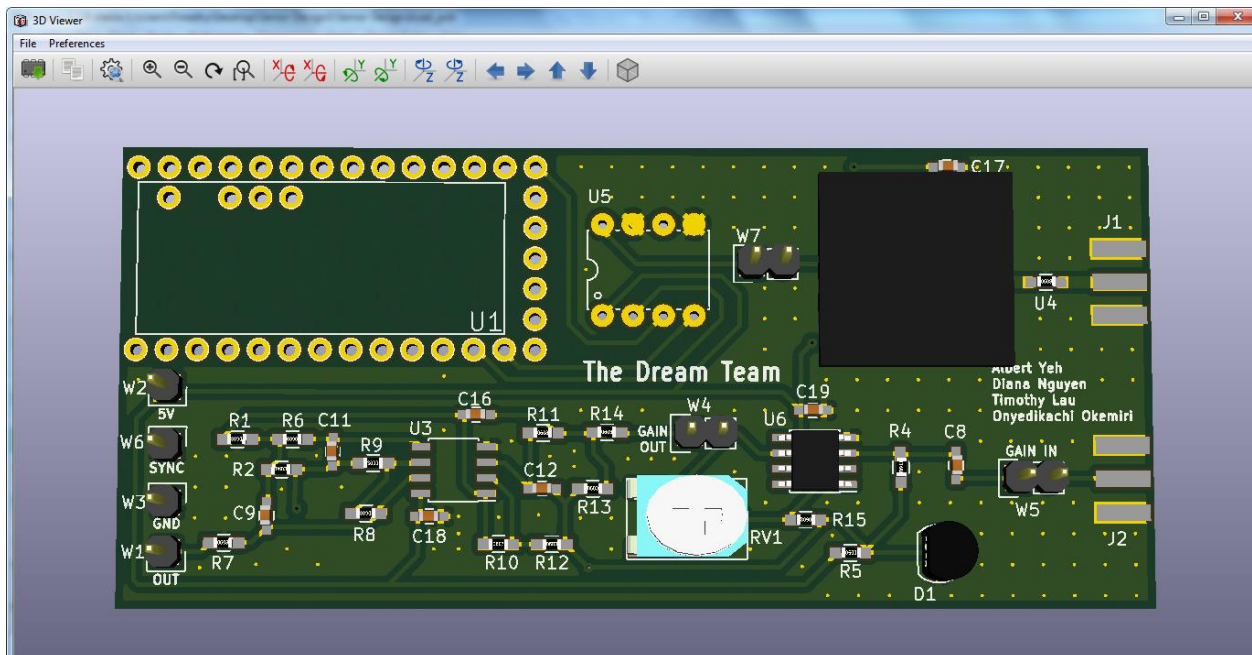 3D Viewer
File Preferences
C17
U5
W7
J1
U4
U1
The Dream Team
Albert Yeh
Diana Nguyen
Timothy Lau
Onyedikachi Okemiri
W2
5V
C16
C19
W4
R1
R6
C11
U3
R11
R14
GAIN
OUT
U6
R4
C8
W6
SYNC
R2
R9
GAIN IN
C12
W3
GND
C9
R8
C18
R13
R15
W5
W1
OUT
R7
R10
R12
RV1
R5
J2
D1